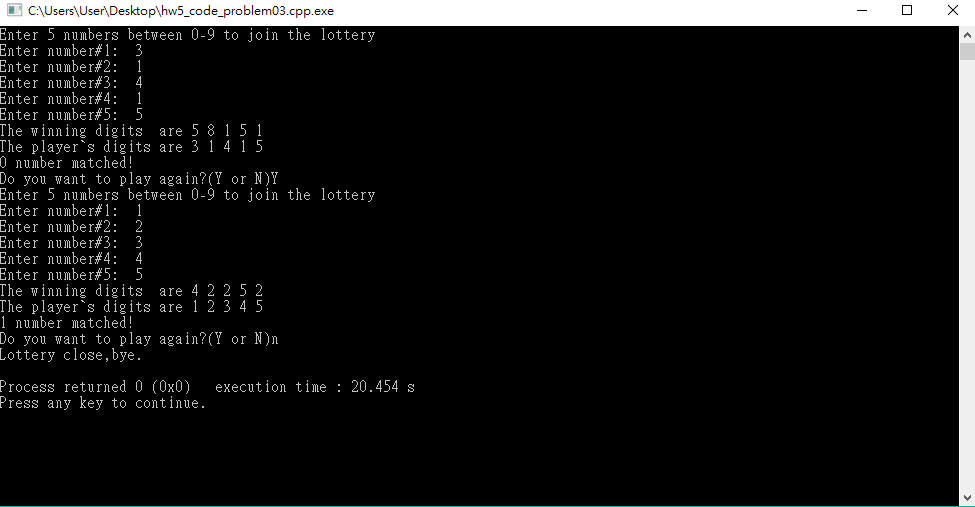 C:\Users\User\Desktop\hw5_code_problem03.cpp.exe
Enter 5 numbers between 0-9 to join the lottery
Enter number#1:  3
Enter number#2:  1
Enter number#3:  4
Enter number#4:  1
Enter number#5:  5
The winning digits  are 5 8 1 5 1
The player`s digits are 3 1 4 1 5
0 number matched!
Do you want to play again?(Y or N)Y
Enter 5 numbers between 0-9 to join the lottery
Enter number#1:  1
Enter number#2:  2
Enter number#3:  3
Enter number#4:  4
Enter number#5:  5
The winning digits  are 4 2 2 5 2
The player`s digits are 1 2 3 4 5
1 number matched!
Do you want to play again?(Y or N)n
Lottery close,bye.
Process returned 0 (0x0)   execution time : 20.454 s
Press any key to continue.